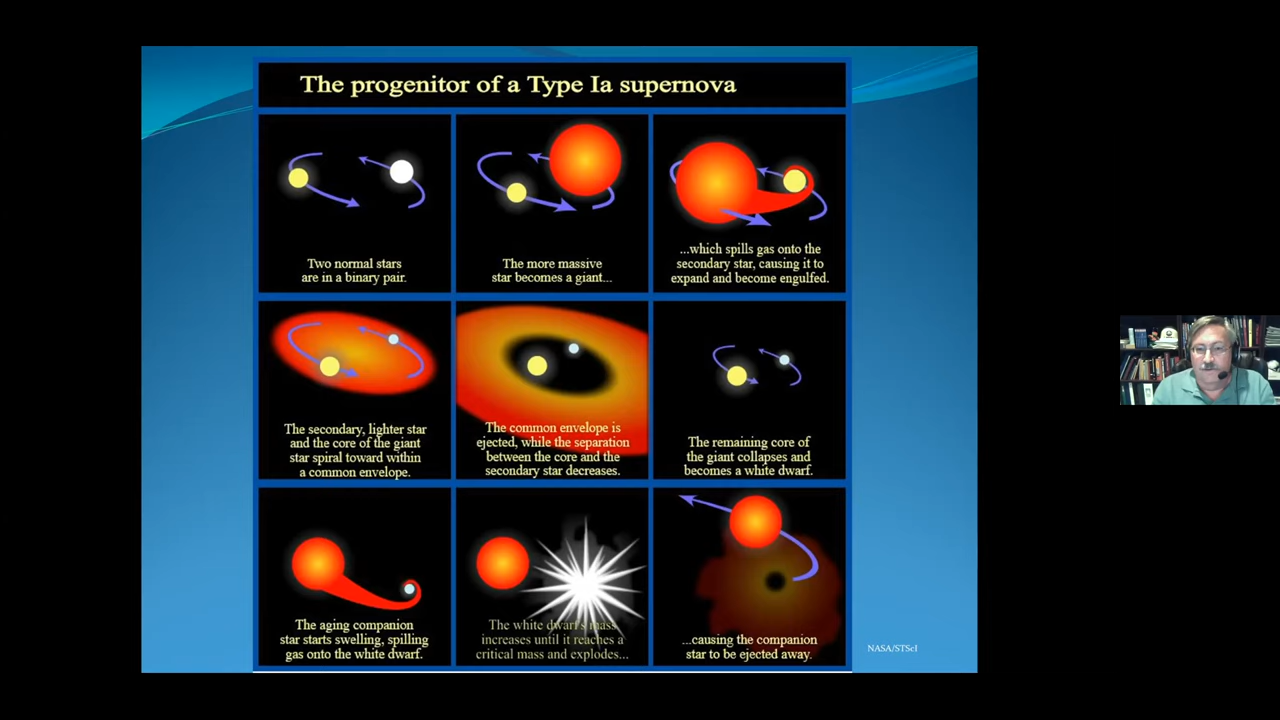 The progenitor of a Type Ia supernova
Two normal stars
are in a binary pair.
The more massive
star becomes a giant...
...which spills gas onto the
secondary star, causing it to
expand and become engulfed.
The secondary, lighter star
and the core of the giant
star spiral toward within
a common envelope.
The common envelope is
ejected, while the separation
between the core and the
secondary star decreases.
The remaining core of
the giant collapses and
becomes a white dwarf.
The aging companion
star starts swelling, spilling
gas onto the white dwarf.
The white dwarf's mass
increases until it reaches a
critical mass and explodes...
...causing the companion
star to be ejected away.
NASA/STScI